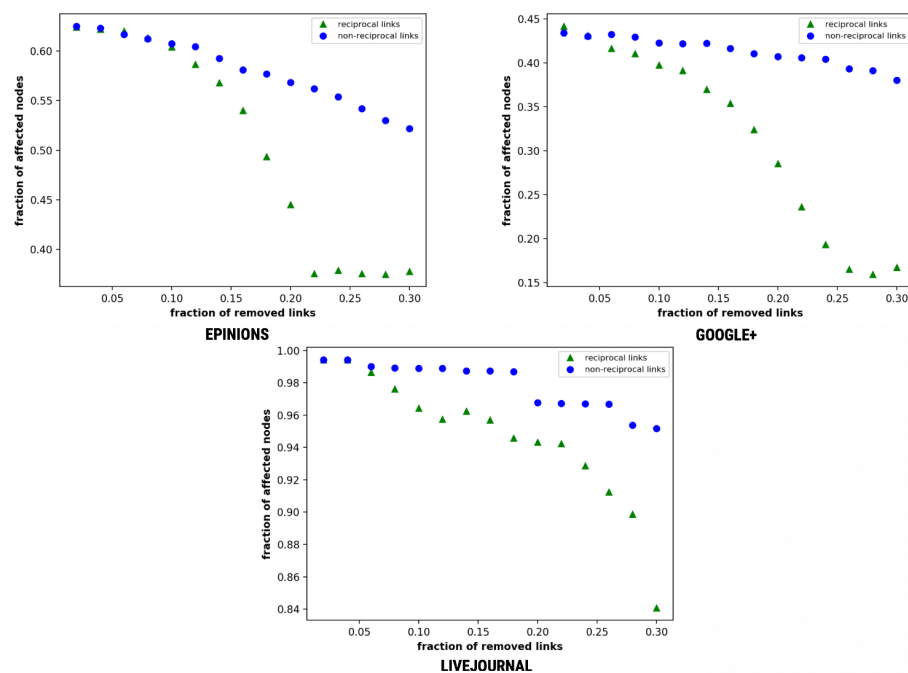 fraction of affected nodes
0.60
0.55
0.50
0.45
0.40
reciprocal links
non-reciprocal links
0.05 0.10 0.15 0.20 0.25 0.30
fraction of removed links
EPINIONS
fraction of affected nodes
0.45
0.40
0.35
0.30
0.25
0.20
0.15
reciprocal links
non-reciprocal links
0.05 0.10 0.15 0.20 0.25 0.30
fraction of removed links
GOOGLE+
fraction of affected nodes
1.00
0.98
0.96
0.94
0.92
0.90
0.88
0.86
0.84
reciprocal links
non-reciprocal links
0.05 0.10 0.15 0.20 0.25 0.30
fraction of removed links
LIVEJOURNAL